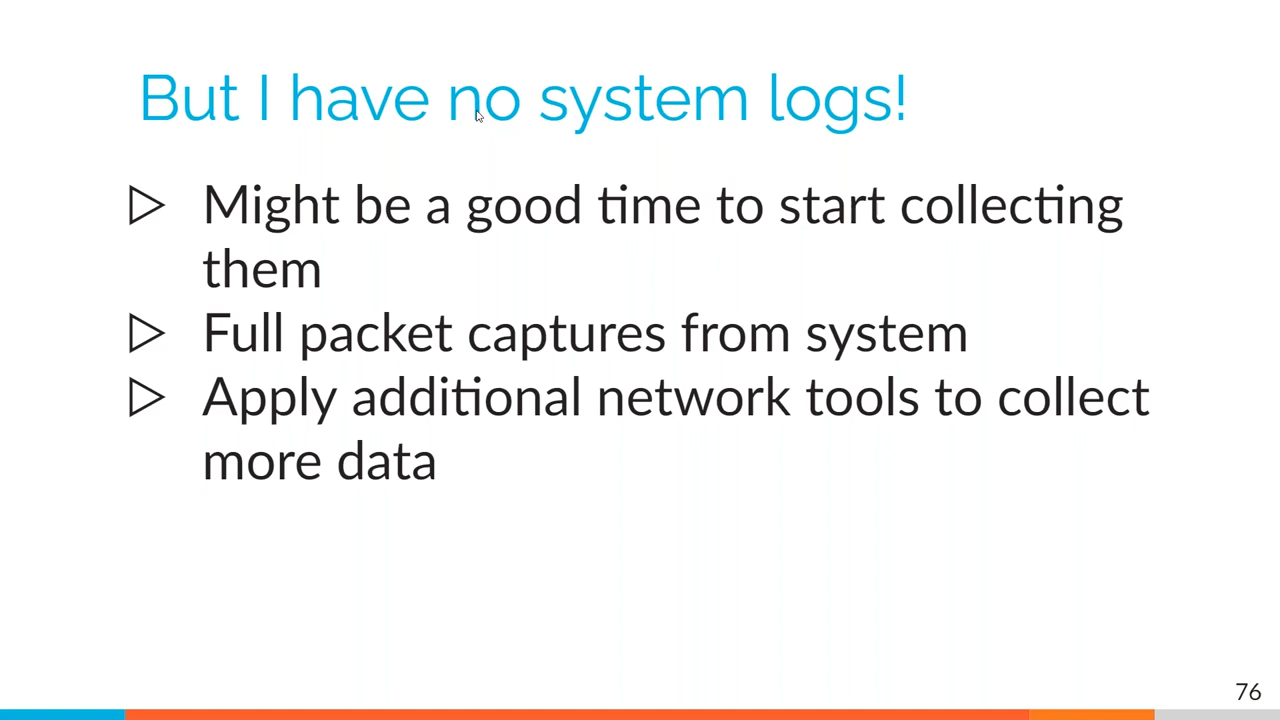 But I have no system logs!
▷ Might be a good time to start collecting
them
▷ Full packet captures from system
▷ Apply additional network tools to collect
more data
76